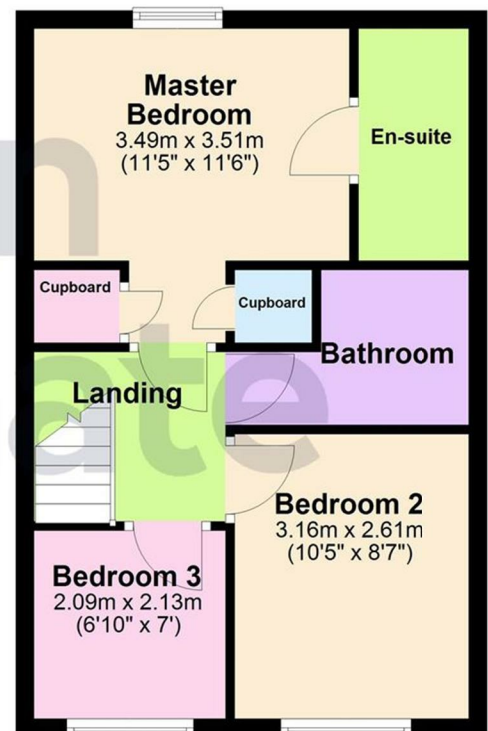 Master
Bedroom
3.49m x 3.51m
(11'5" x 11'6")
En-suite
Cupboard
Cupboard
Bathroom
Landing
Bedroom 2
3.16m x 2.61m
(10'5" x 8'7")
Bedroom 3
2.09m x 2.13m
(6'10" x 7')